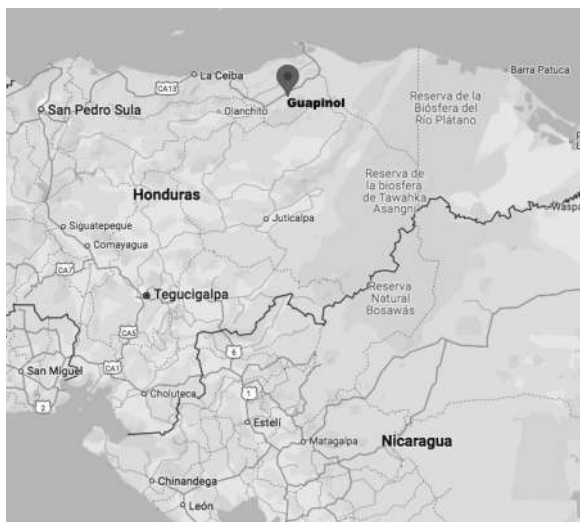 La Ceiba
Barra Patuca
CA13
San Pedro Sula
Olanchito
Guapinol
Reserva de la
Biósfera del
Río Plátano
Reserva de
la biosfera
de Tawahka
Asangni
Honduras
Juticalpa
Siguatepeque
Comayagua
CA7
Tegucigalpa
Reserva
Natural
Bosawás
CA5
6
San Miguel
CA1
Choluteca
1
2
Estelí
Matagalpa
Nicaragua
Chinandega
León